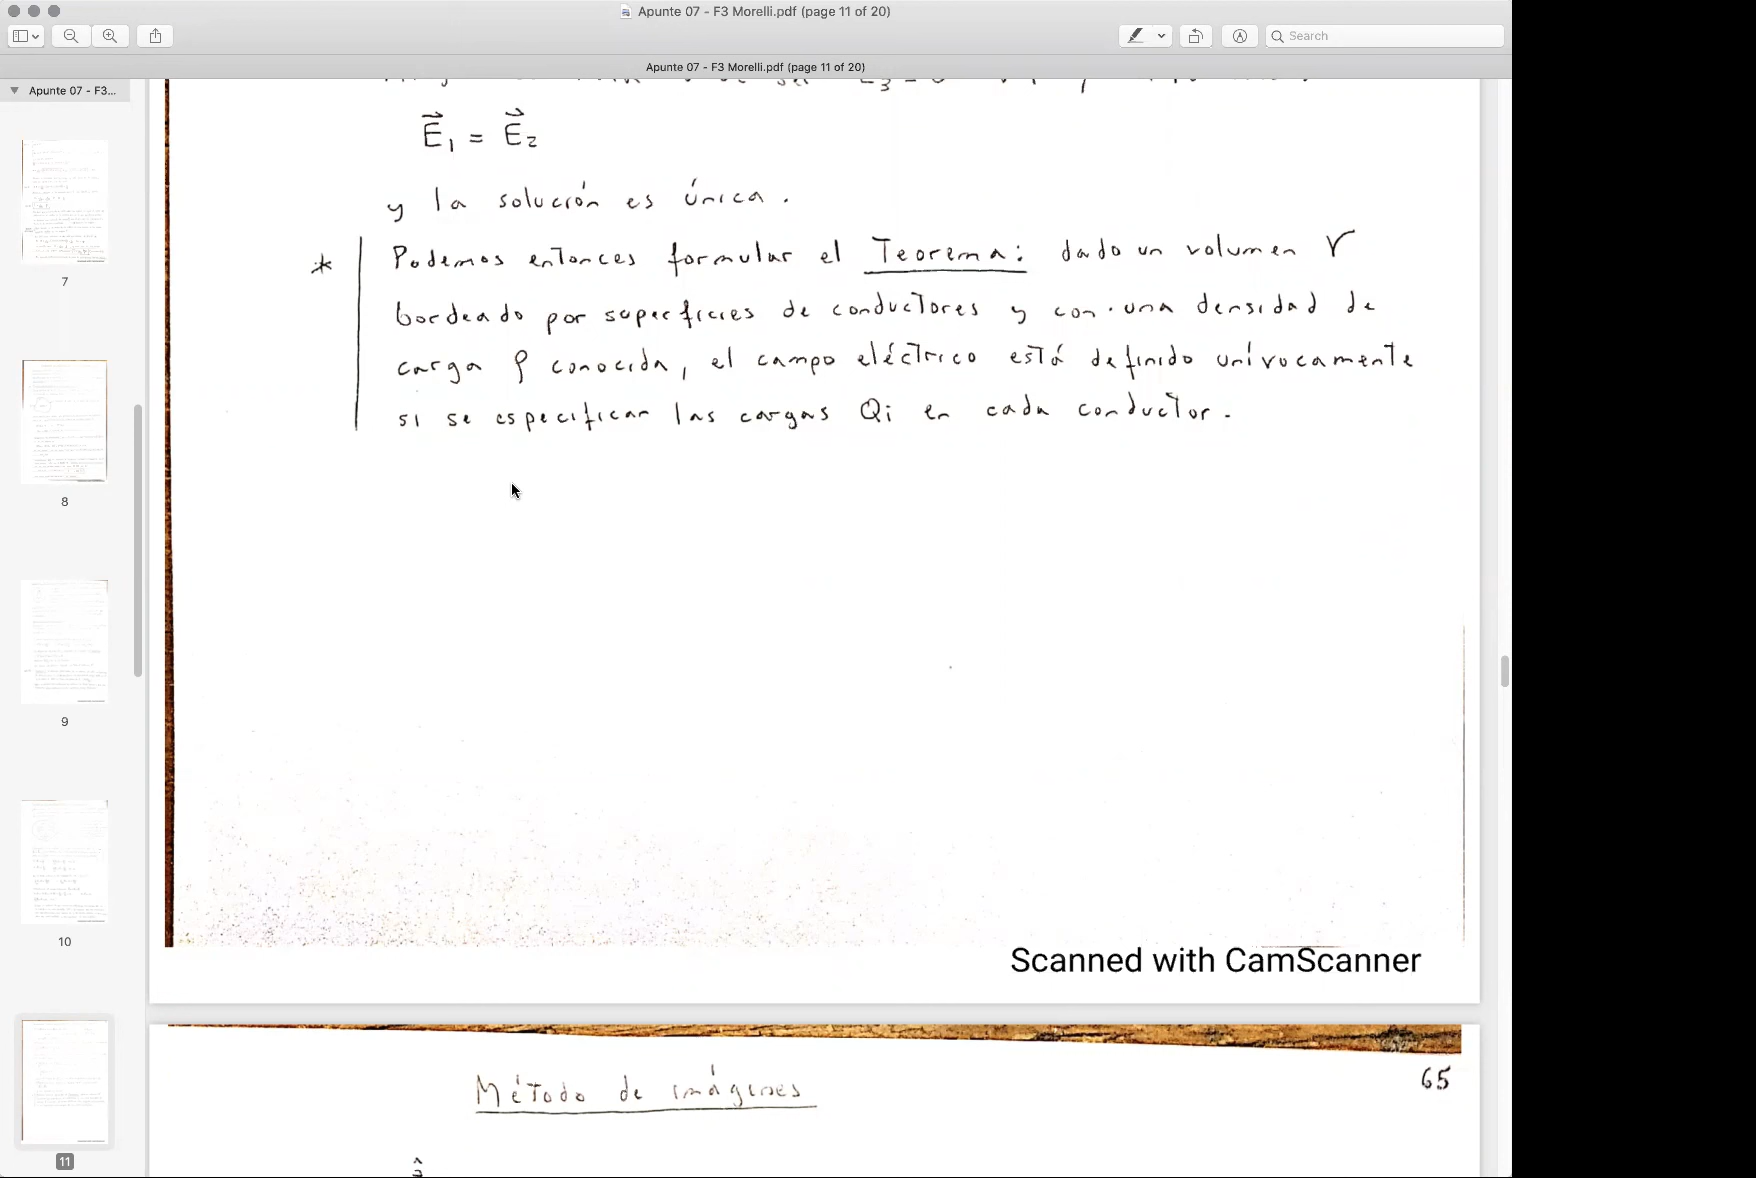 Apunte 07 - F3 Morelli.pdf (page 11 of 20)
Search
Apunte 07 - F3 Morelli.pdf (page 11 of 20)
Apunte 07 - F3...
7
8
9
10
11
E⃗₁ = E⃗₂
y la solución es única.
* Podemos entonces formular el Teorema: dado un volumen V
bordeado por superficies de conductores y con una densidad de
carga ρ conocida, el campo eléctrico está definido unívocamente
si se especifican las cargas Qi en cada conductor.
Scanned with CamScanner
65
Método de imágenes
ẑ